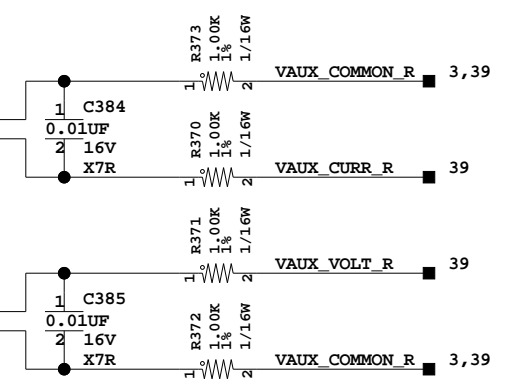 R373
1.00K
1%
1/16W
1
2
VAUX_COMMON_R
3,39
1
C384
0.01UF
2
16V
X7R
R370
1.00K
1%
1/16W
1
2
VAUX_CURR_R
39
R371
1.00K
1%
1/16W
1
2
VAUX_VOLT_R
39
1
C385
0.01UF
2
16V
X7R
R372
1.00K
1%
1/16W
1
2
VAUX_COMMON_R
3,39